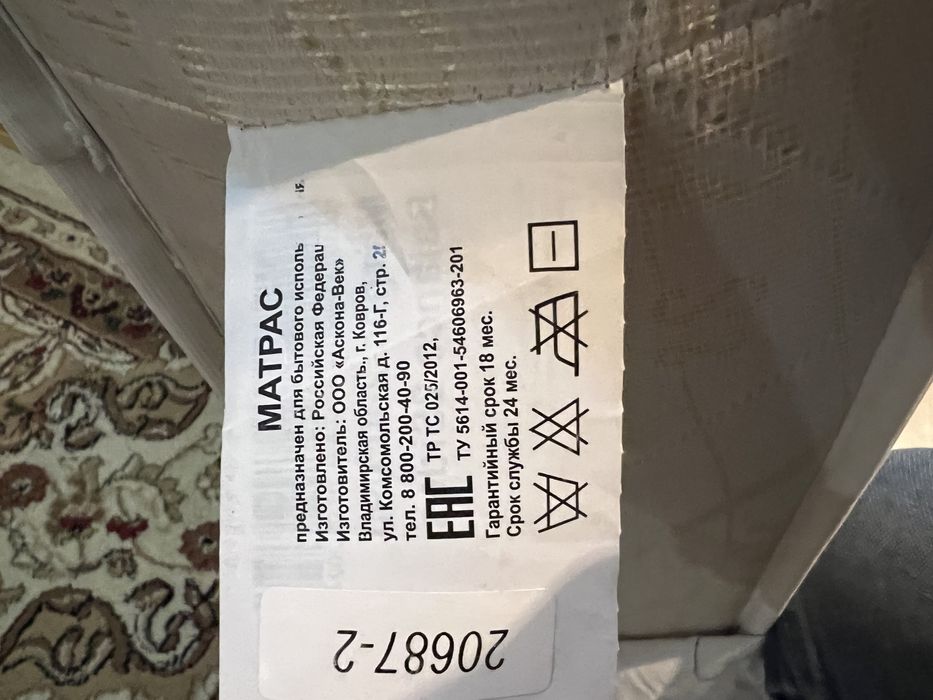 МАТРАС
предназначен для бытового исполь
Изготовлено: Российская Федерац
Изготовитель: ООО «Аскона-Век»
Владимирская область., г. Ковров,
ул. Комсомольская д. 116-Г, стр. 2
тел. 8 800-200-40-90
ЕАС ТР ТС 025/2012,
ТУ 5614-001-54606963-201
Гарантийный срок 18 мес.
Срок службы 24 мес.
20687-2